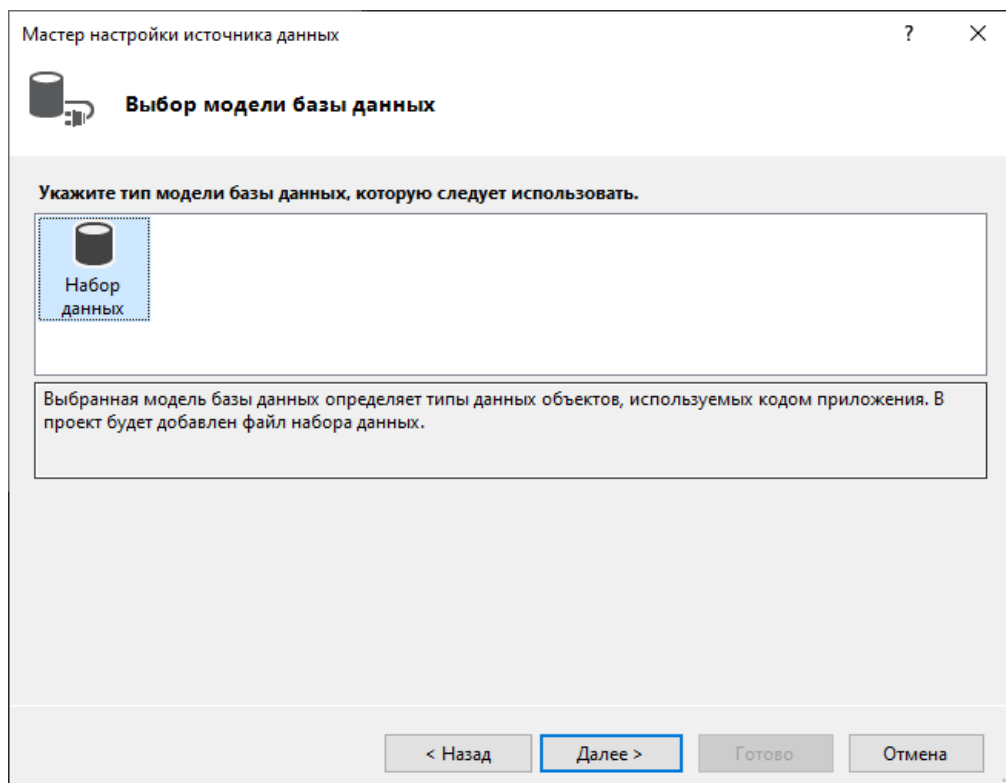 Мастер настройки источника данных
?
Выбор модели базы данных
Укажите тип модели базы данных, которую следует использовать.
Набор
данных
Выбранная модель базы данных определяет типы данных объектов, используемых кодом приложения. В
проект будет добавлен файл набора данных.
< Назад
Далее >
Готово
Отмена